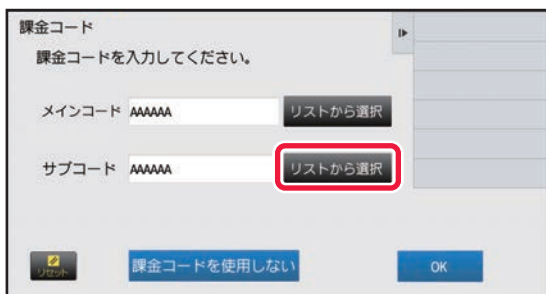 課金コード
課金コードを入力してください。
メインコード AAAAAA リストから選択
サブコード AAAAAA リストから選択
リセット 課金コードを使用しない OK